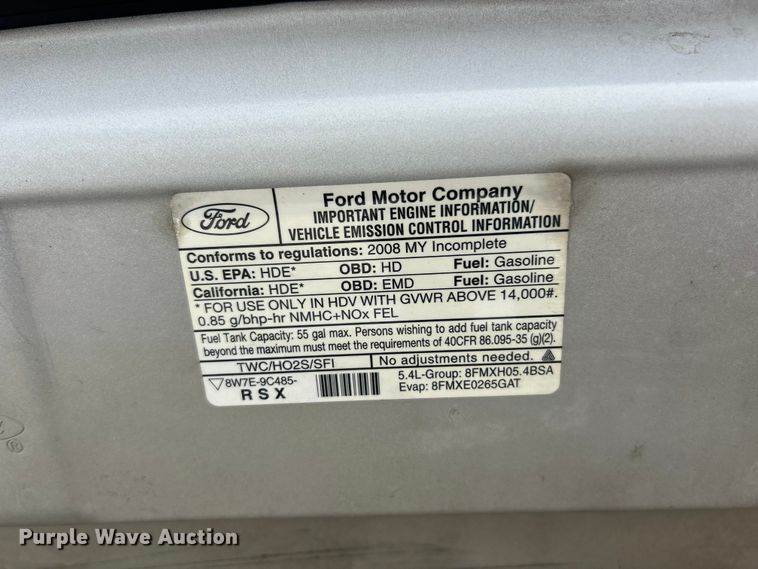 Ford
Ford Motor Company
IMPORTANT ENGINE INFORMATION/
VEHICLE EMISSION CONTROL INFORMATION
Conforms to regulations: 2008 MY Incomplete
U.S. EPA: HDE* OBD: HD Fuel: Gasoline
California: HDE* OBD: EMD Fuel: Gasoline
* FOR USE ONLY IN HDV WITH GVWR ABOVE 14,000#.
0.85 g/bhp-hr NMHC+NOx FEL
Fuel Tank Capacity: 55 gal max. Persons wishing to add fuel tank capacity
beyond the maximum must meet the requirements of 40CFR 86.095-35 (g)(2).
TWC/HO2S/SFI No adjustments needed.
8W7E-9C485-
R S X
5.4L-Group: 8FMXH05.4BSA
Evap: 8FMXE0265GAT
®
Purple Wave Auction